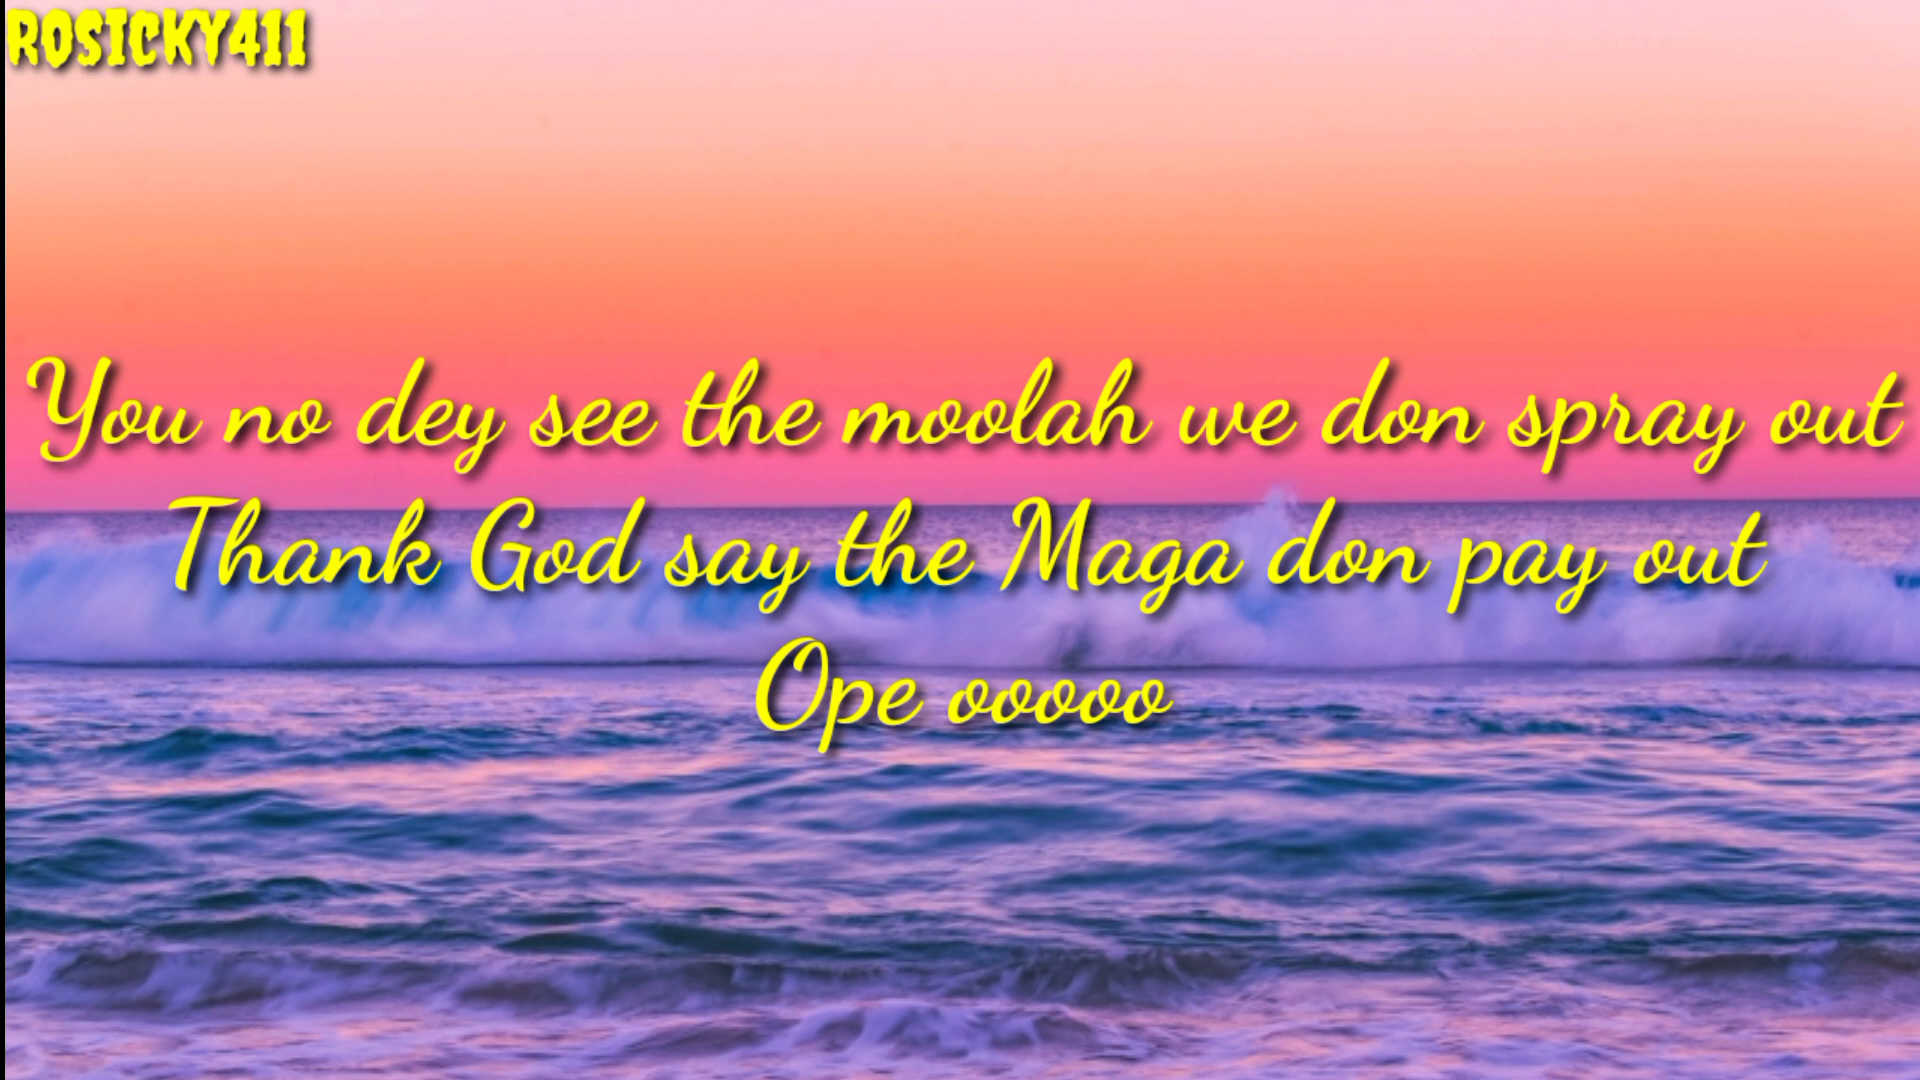 ROSICKY411
You no dey see the moolah we don spray out
Thank God say the Maga don pay out
Ope ooooo